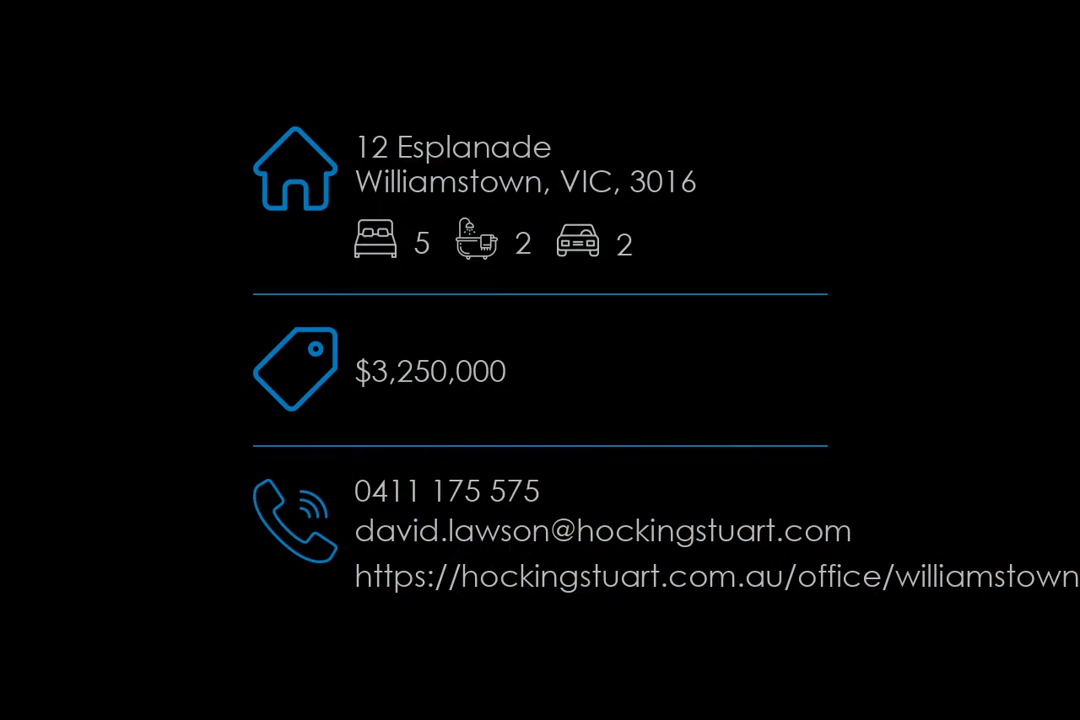 12 Esplanade
Williamstown, VIC, 3016
5 2 2
$3,250,000
0411 175 575
david.lawson@hockingstuart.com
https://hockingstuart.com.au/office/williamstown